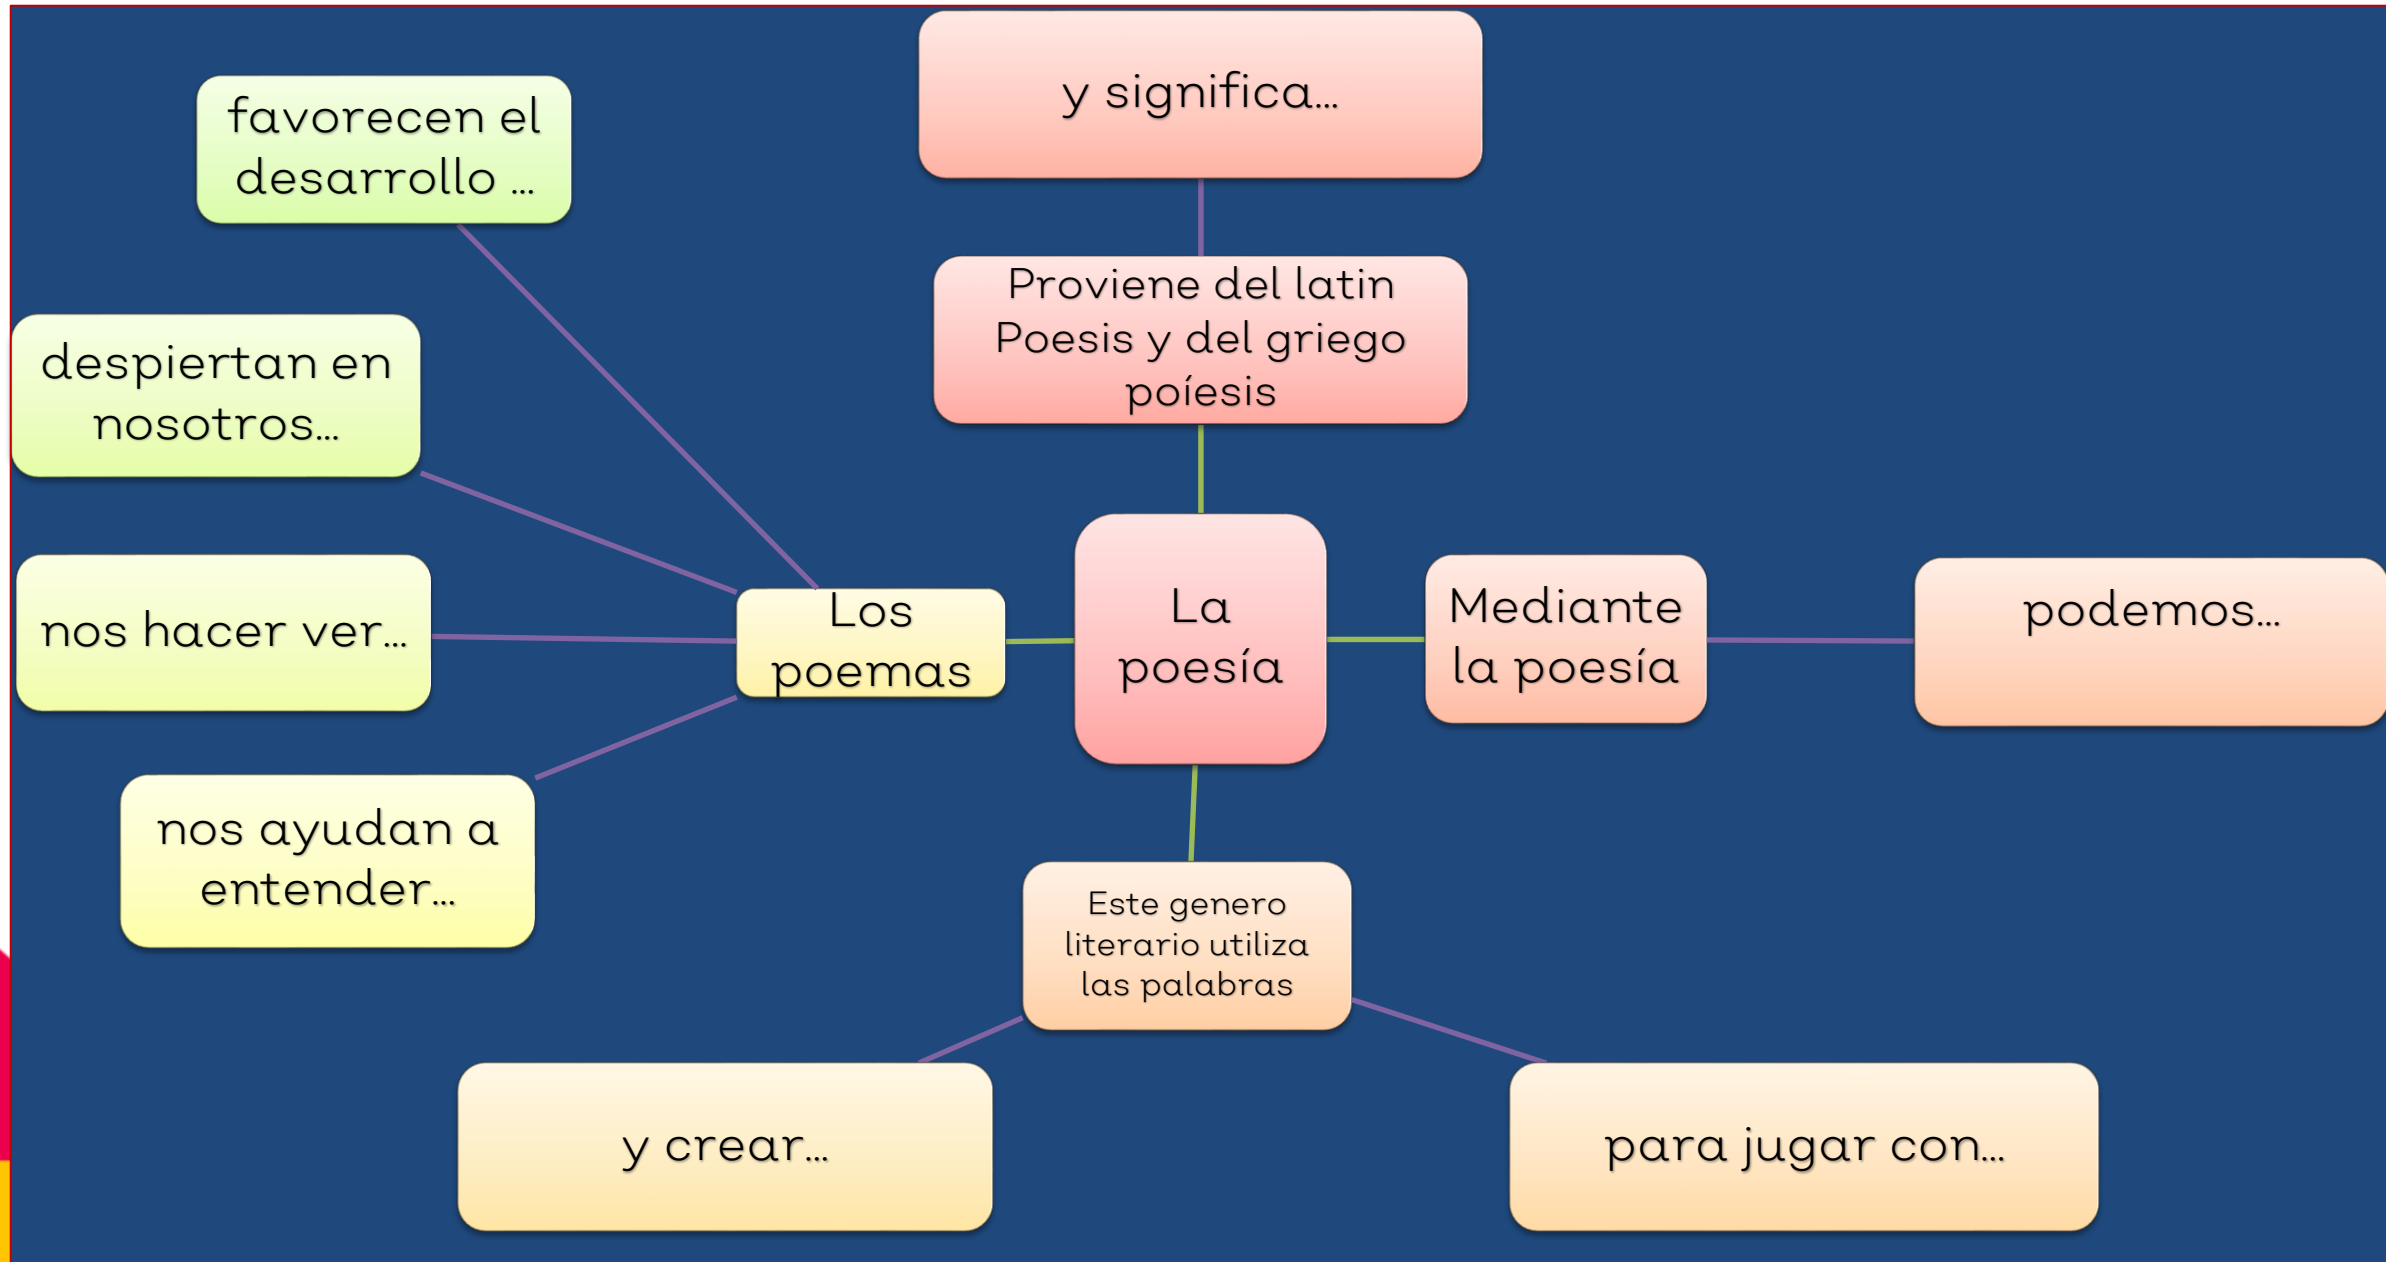 y significa...
favorecen el
desarrollo ...
Proviene del latin
Poesis y del griego
poíesis
despiertan en
nosotros...
nos hacer ver...
Los
poemas
La
poesía
Mediante
la poesía
podemos...
nos ayudan a
entender...
Este genero
literario utiliza
las palabras
y crear...
para jugar con...